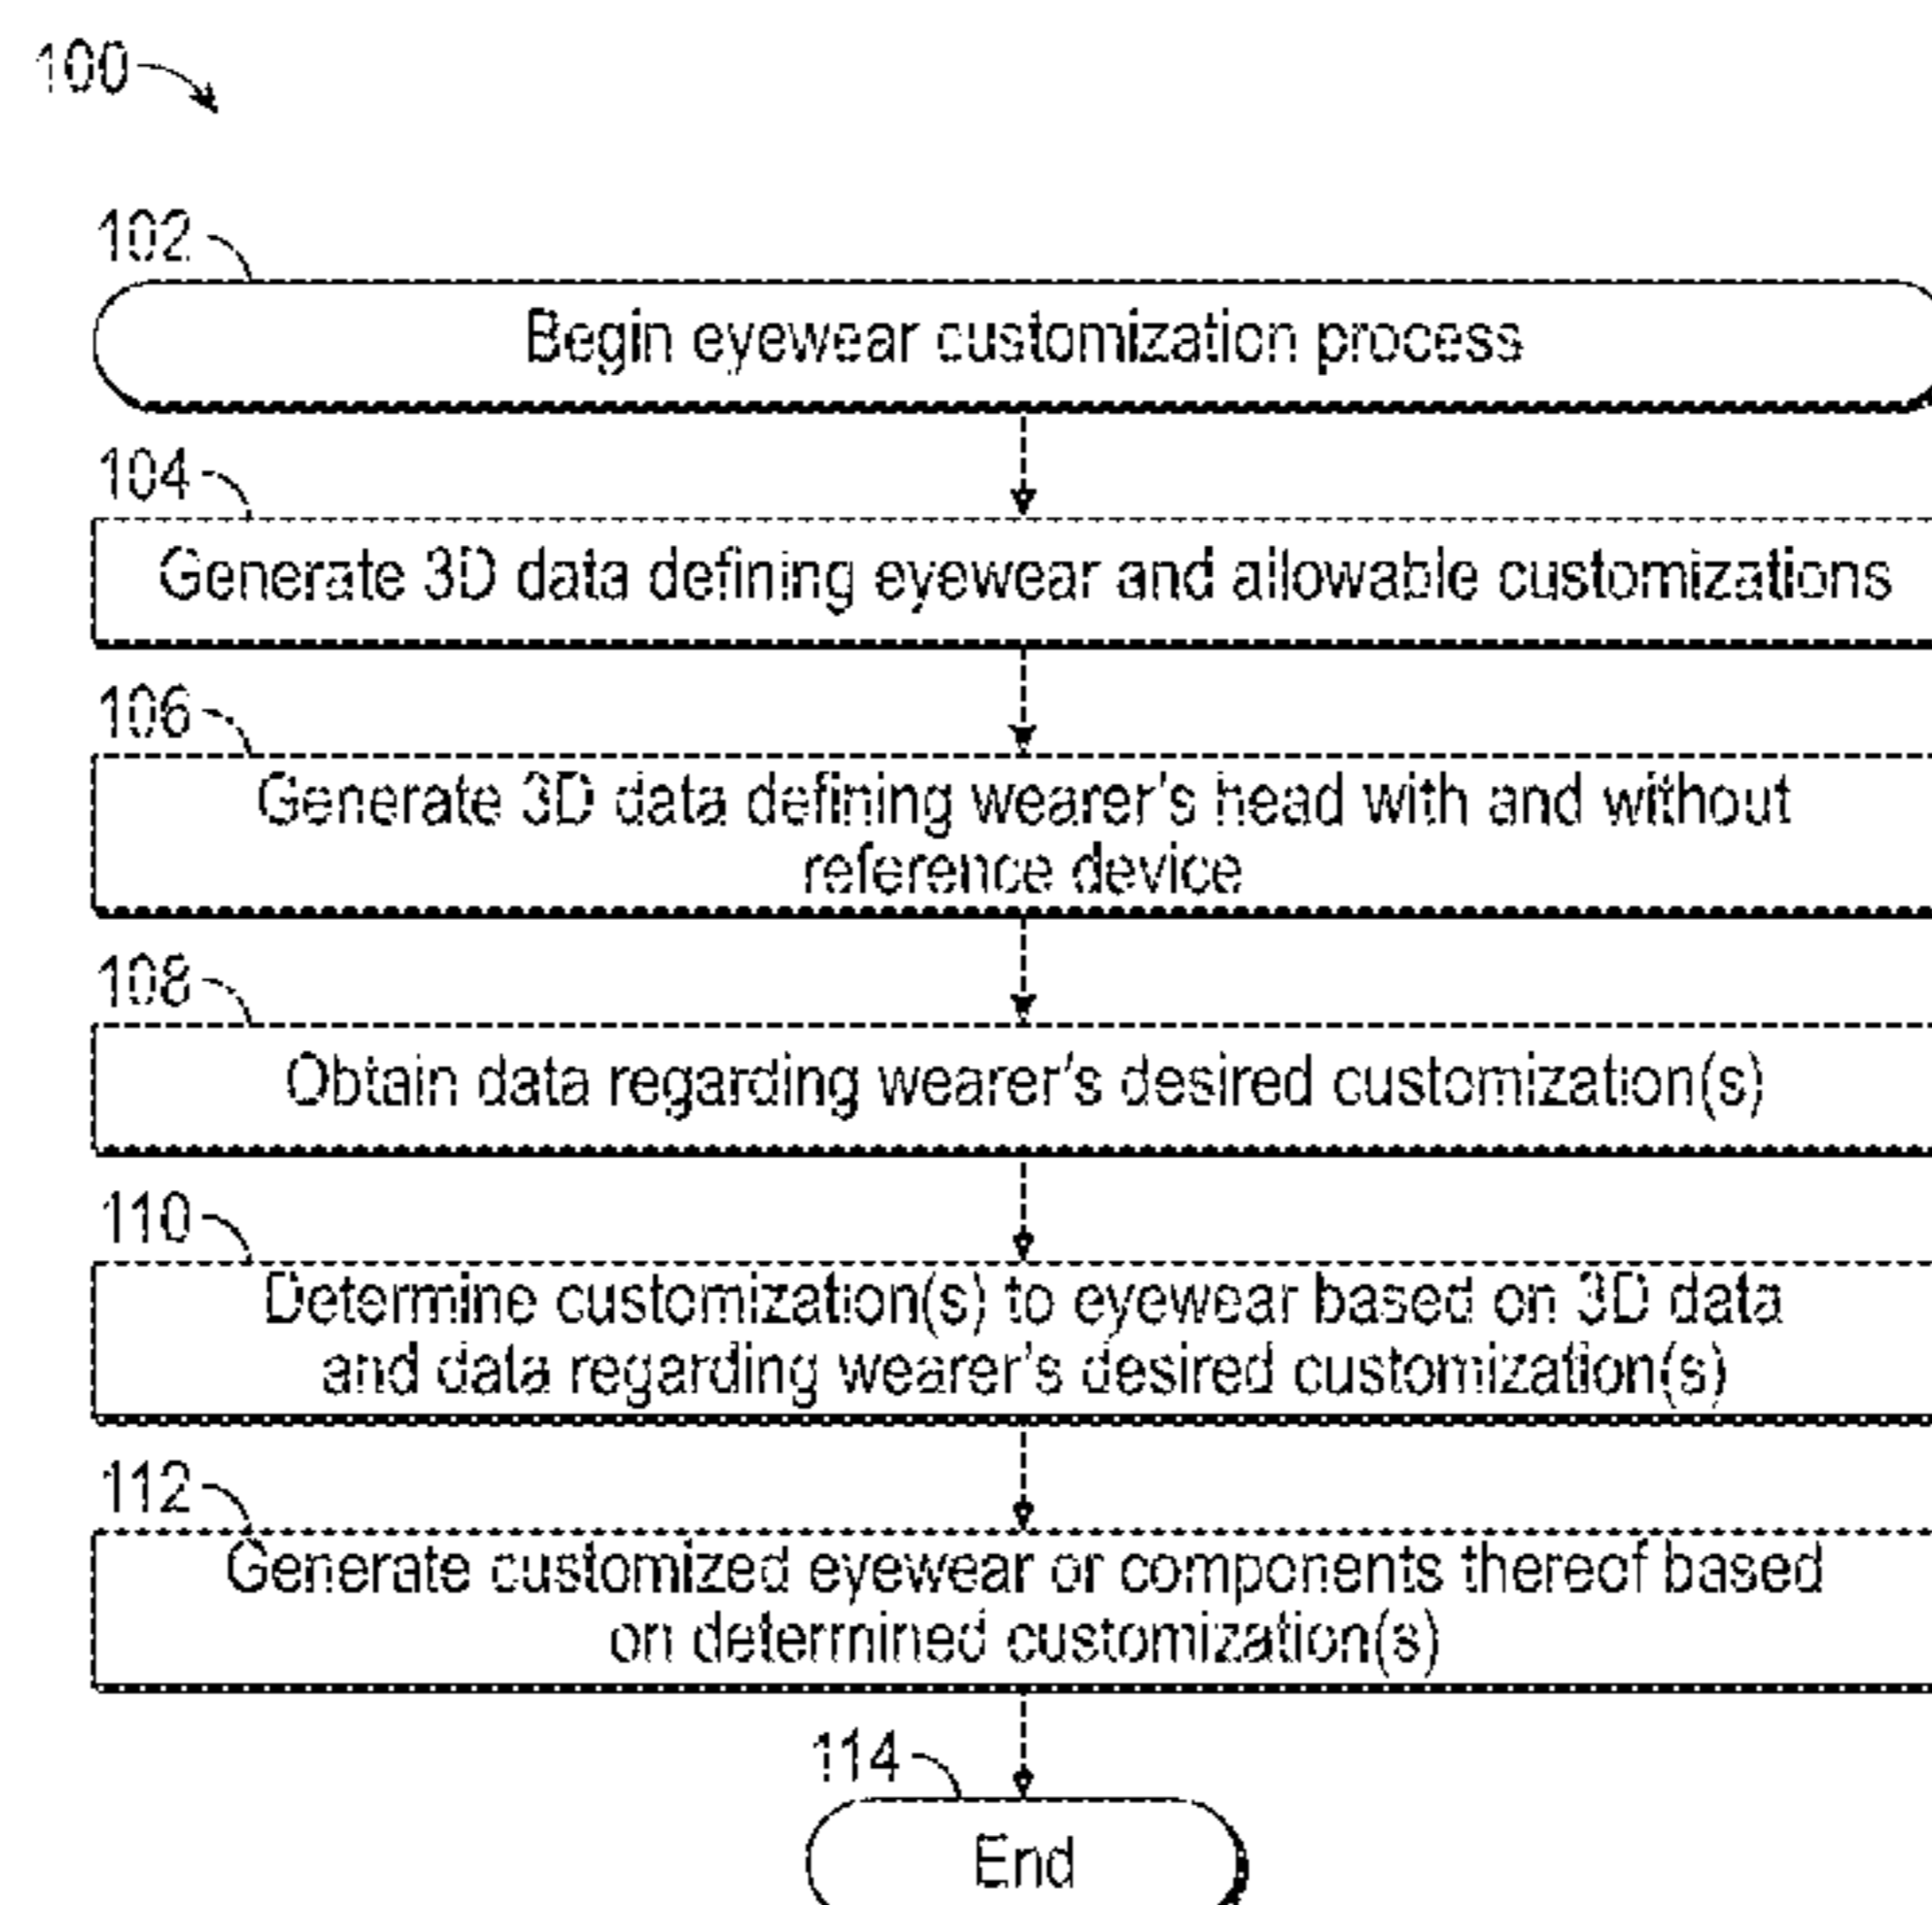 100
102
Begin eyewear customization process
104
Generate 3D data defining eyewear and allowable customizations
106
Generate 3D data defining wearer's head with and without
reference device
108
Obtain data regarding wearer's desired customization(s)
110
Determine customization(s) to eyewear based on 3D data
and data regarding wearer's desired customization(s)
112
Generate customized eyewear or components thereof based
on determined customization(s)
114
End